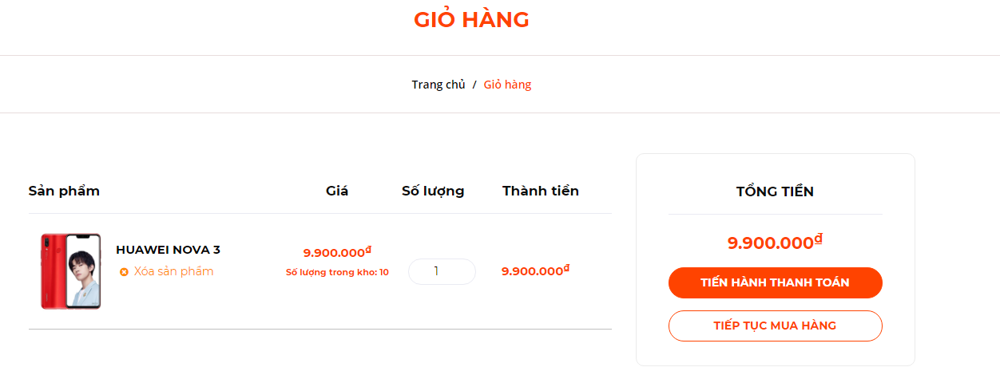 GIỎ HÀNG
Trang chủ / Giỏ hàng
Sản phẩm Giá Số lượng Thành tiền
HUAWEI NOVA 3
Xóa sản phẩm
9.900.000₫
Số lượng trong kho: 10
1
9.900.000₫
TỔNG TIỀN
9.900.000₫
TIẾN HÀNH THANH TOÁN
TIẾP TỤC MUA HÀNG